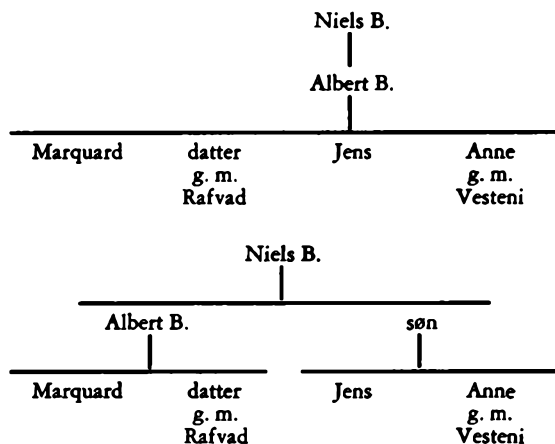 Niels B.
Albert B.
Marquard datter Jens Anne
g. m. g. m.
Rafvad Vesteni
Niels B.
Albert B. søn
Marquard datter Jens Anne
g. m. g. m.
Rafvad Vesteni